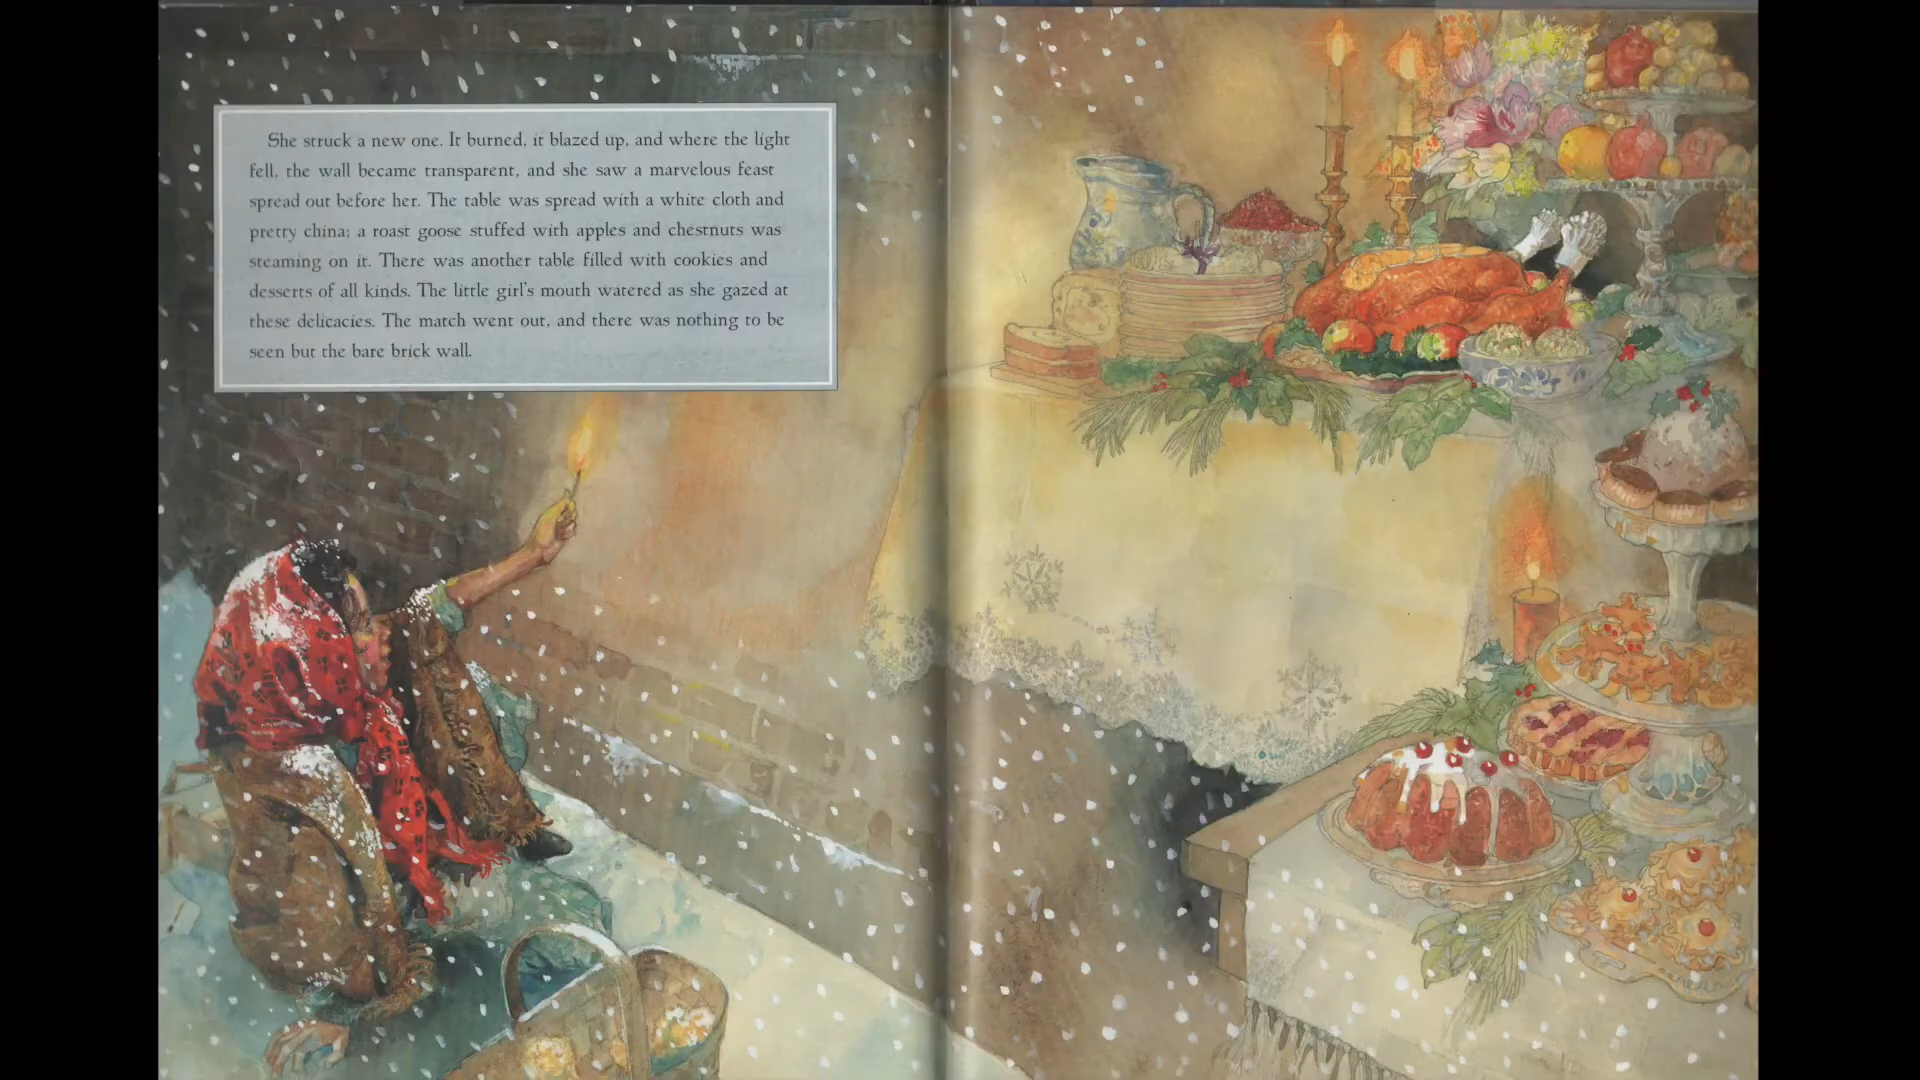 She struck a new one. It burned, it blazed up, and where the light
fell, the wall became transparent, and she saw a marvelous feast
spread out before her. The table was spread with a white cloth and
pretty china; a roast goose stuffed with apples and chestnuts was
steaming on it. There was another table filled with cookies and
desserts of all kinds. The little girl's mouth watered as she gazed at
these delicacies. The match went out, and there was nothing to be
seen but the bare brick wall.